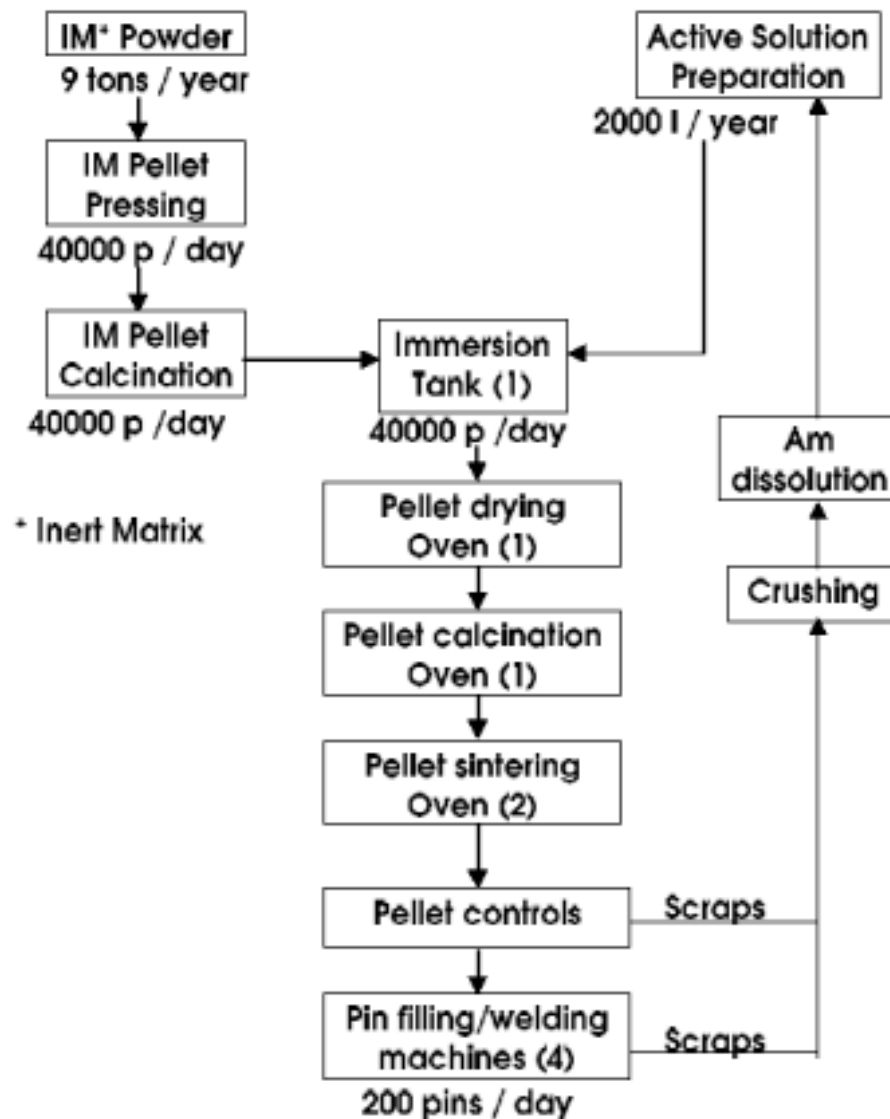 IM* Powder
9 tons / year
IM Pellet
Pressing
40000 p / day
IM Pellet
Calcination
40000 p /day
* Inert Matrix
Active Solution
Preparation
2000 l / year
Immersion
Tank (1)
40000 p /day
Pellet drying
Oven (1)
Pellet calcination
Oven (1)
Pellet sintering
Oven (2)
Pellet controls
Scraps
Pin filling/welding
machines (4)
Scraps
200 pins / day
Am
dissolution
Crushing